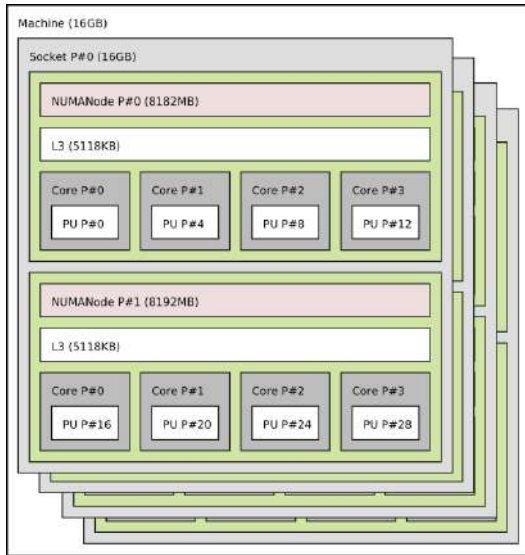 Machine (16GB)
Socket P#0 (16GB)
NUMANode P#0 (8182MB)
L3 (5118KB)
Core P#0 Core P#1 Core P#2 Core P#3
PU P#0 PU P#4 PU P#8 PU P#12
NUMANode P#1 (8192MB)
L3 (5118KB)
Core P#0 Core P#1 Core P#2 Core P#3
PU P#16 PU P#20 PU P#24 PU P#28